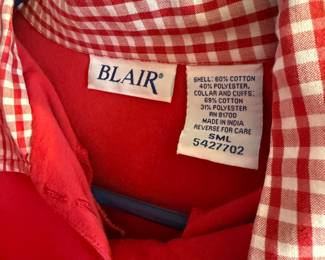 BLAIR®
SHELL: 60% COTTON
40% POLYESTER,
COLLAR AND CUFFS:
69% COTTON
31% POLYESTER
RN 81700
MADE IN INDIA
REVERSE FOR CARE
SML
5427702